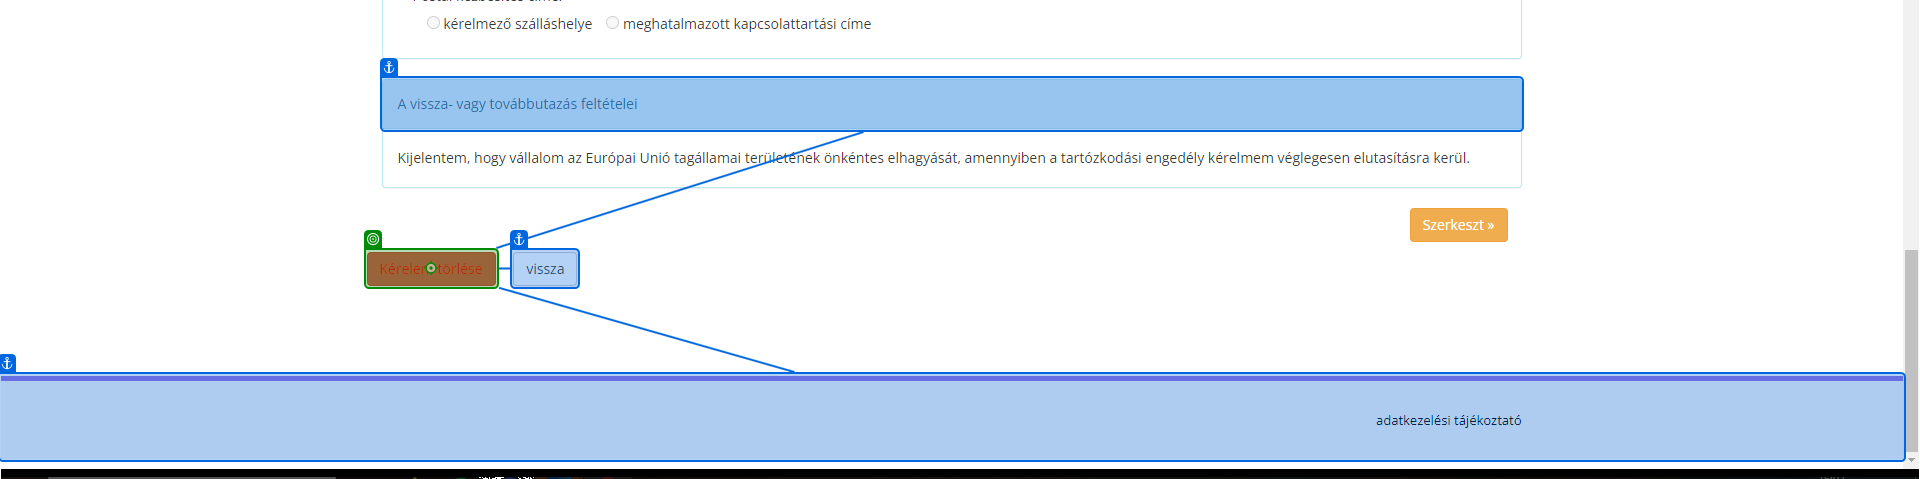 kérelmező szálláshelye meghatalmazott kapcsolattartási címe
A vissza- vagy továbbutazás feltételei
Kijelentem, hogy vállalom az Európai Unió tagállamai területének önkéntes elhagyását, amennyiben a tartózkodási engedély kérelmem véglegesen elutasításra kerül.
Szerkeszt »
Kérelem törlése vissza
adatkezelési tájékoztató